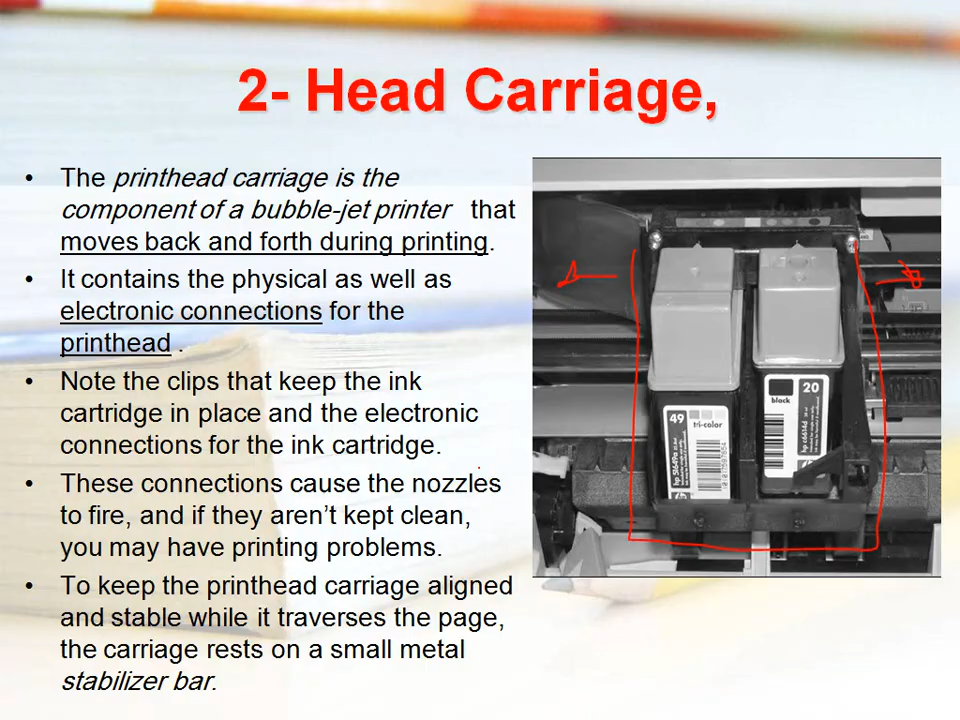 2- Head Carriage,
• The printhead carriage is the
component of a bubble-jet printer that
moves back and forth during printing.
• It contains the physical as well as
electronic connections for the
printhead .
• Note the clips that keep the ink
cartridge in place and the electronic
connections for the ink cartridge.
• These connections cause the nozzles
to fire, and if they aren’t kept clean,
you may have printing problems.
• To keep the printhead carriage aligned
and stable while it traverses the page,
the carriage rests on a small metal
stabilizer bar.
49
tri-color
hp 51649a
20
black
hp c6614d